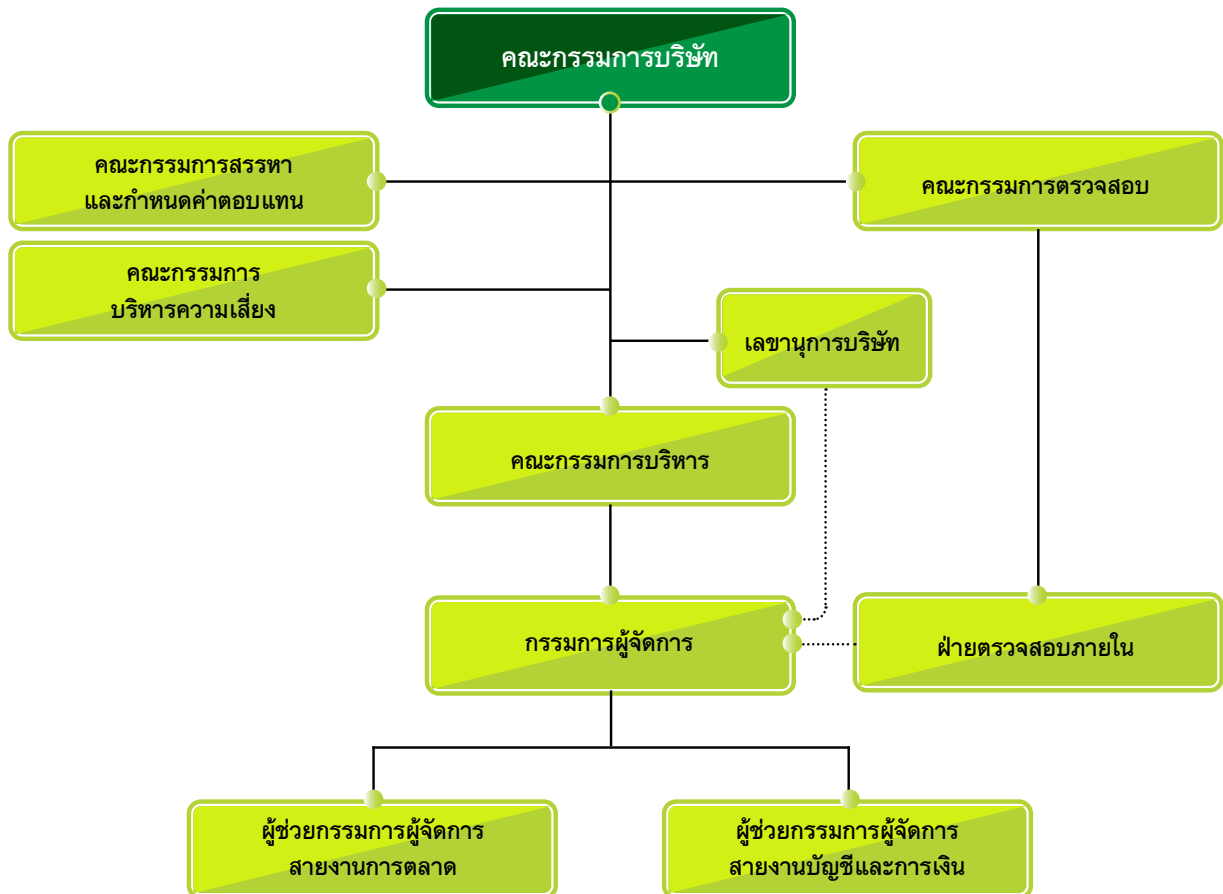 คณะกรรมการบริษัท
คณะกรรมการสรรหา
และกำหนดค่าตอบแทน
คณะกรรมการตรวจสอบ
คณะกรรมการ
บริหารความเสี่ยง
เลขานุการบริษัท
คณะกรรมการบริหาร
กรรมการผู้จัดการ
ฝ่ายตรวจสอบภายใน
ผู้ช่วยกรรมการผู้จัดการ
สายงานการตลาด
ผู้ช่วยกรรมการผู้จัดการ
สายงานบัญชีและการเงิน